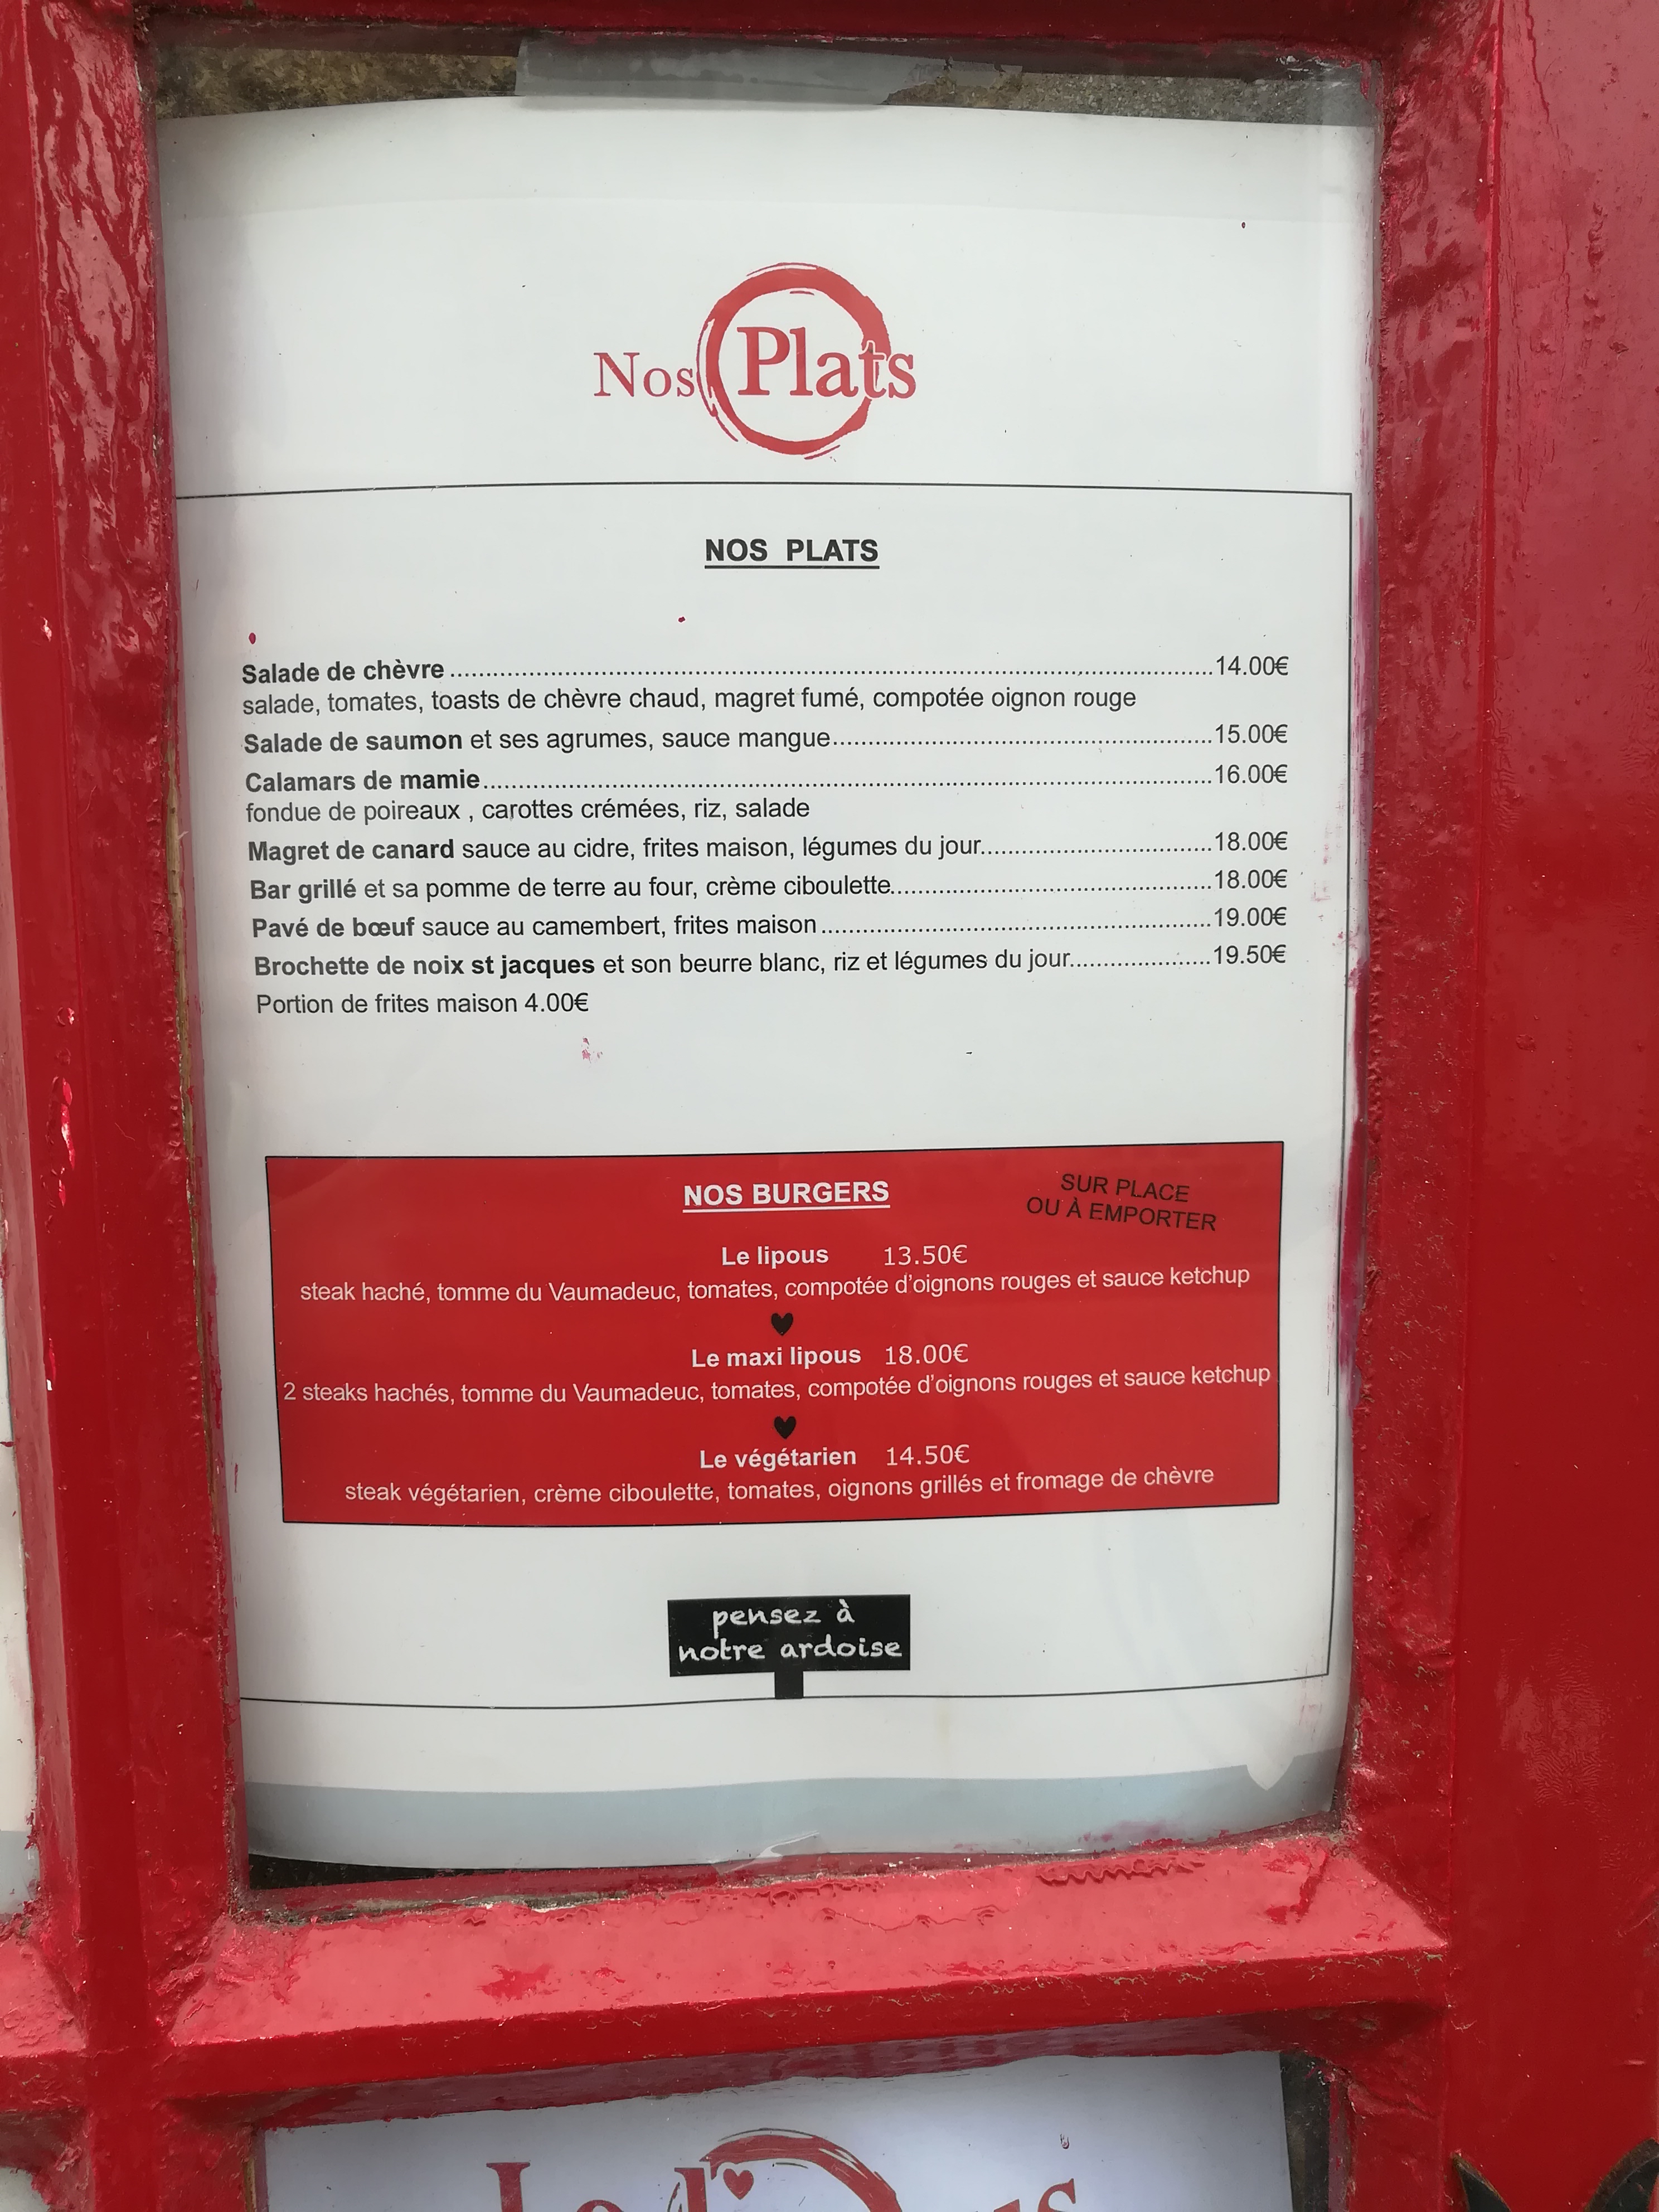 Nos Plats
NOS PLATS
Salade de chèvre ........................................................................................................14.00€
salade, tomates, toasts de chèvre chaud, magret fumé, compotée oignon rouge
Salade de saumon et ses agrumes, sauce mangue....................................................15.00€
Calamars de mamie....................................................................................................16.00€
fondue de poireaux , carottes crémées, riz, salade
Magret de canard sauce au cidre, frites maison, légumes du jour................................18.00€
Bar grillé et sa pomme de terre au four, crème ciboulette............................................18.00€
Pavé de bœuf sauce au camembert, frites maison ......................................................19.00€
Brochette de noix st jacques et son beurre blanc, riz et légumes du jour...................19.50€
Portion de frites maison 4.00€
NOS BURGERS
SUR PLACE
OU À EMPORTER
Le lipous 13.50€
steak haché, tomme du Vaumadeuc, tomates, compotée d'oignons rouges et sauce ketchup
Le maxi lipous 18.00€
2 steaks hachés, tomme du Vaumadeuc, tomates, compotée d'oignons rouges et sauce ketchup
Le végétarien 14.50€
steak végétarien, crème ciboulette, tomates, oignons grillés et fromage de chèvre
pensez à
notre ardoise